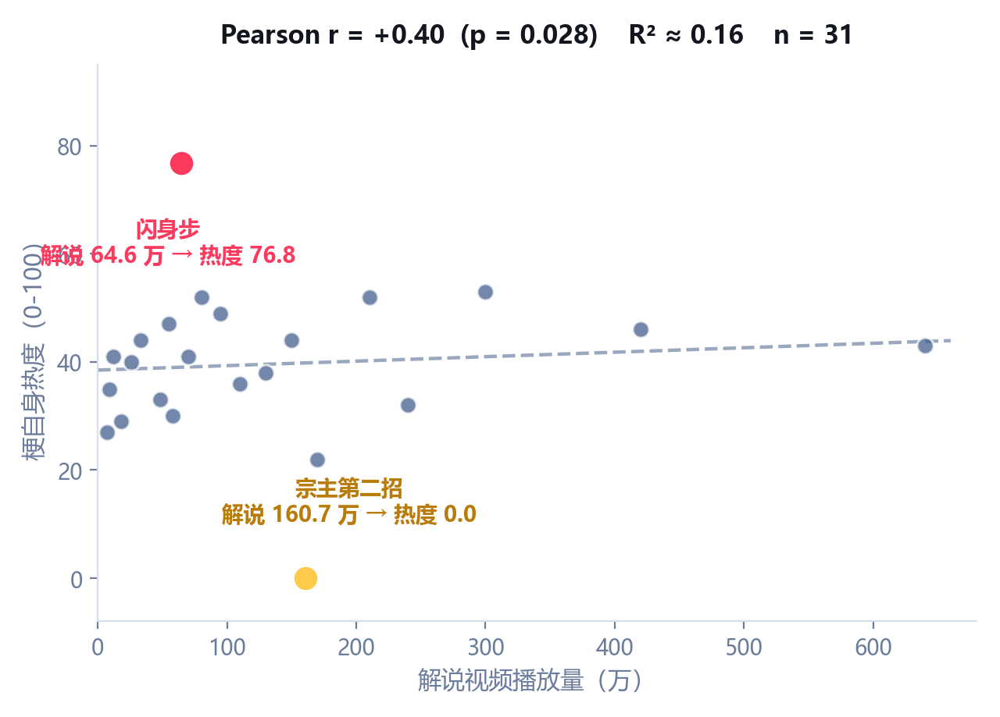 Pearson r = +0.40 (p = 0.028) R² ≈ 0.16 n = 31
80
闪身步
解说 64.6 万 → 热度 76.8
60
梗自身热度（0-100）
40
20
宗主第二招
解说 160.7 万 → 热度 0.0
0
0 100 200 300 400 500 600
解说视频播放量（万）